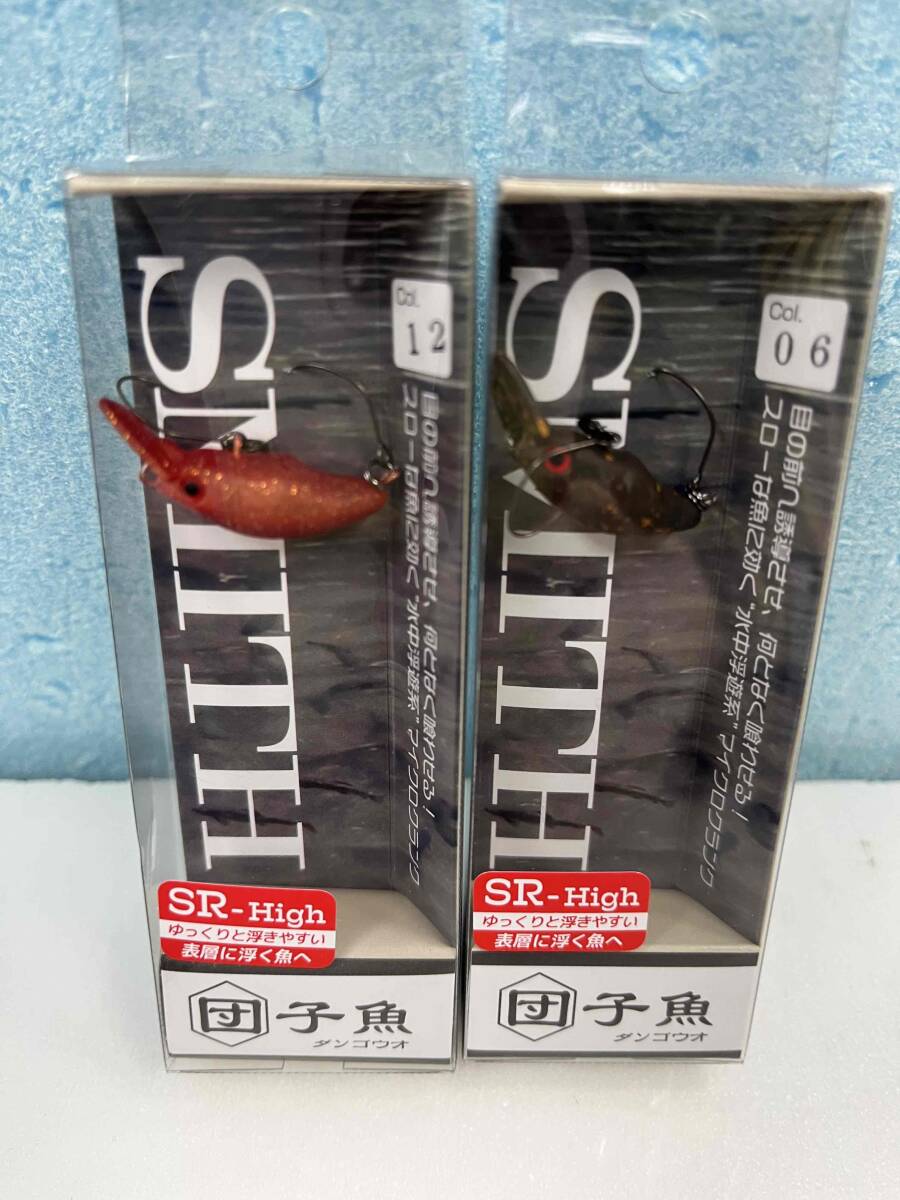 SMITH
Col.
12
目の前へ誘導させ、何となく喰わせる!
スローな魚に効く"水中浮遊系"マイクロクランク
SR-High
ゆっくりと浮きやすい
表層に浮く魚へ
団子魚
ダンゴウオ
SMITH
Col.
06
目の前へ誘導させ、何となく喰わせる!
スローな魚に効く"水中浮遊系"マイクロクランク
SR-High
ゆっくりと浮きやすい
表層に浮く魚へ
団子魚
ダンゴウオ